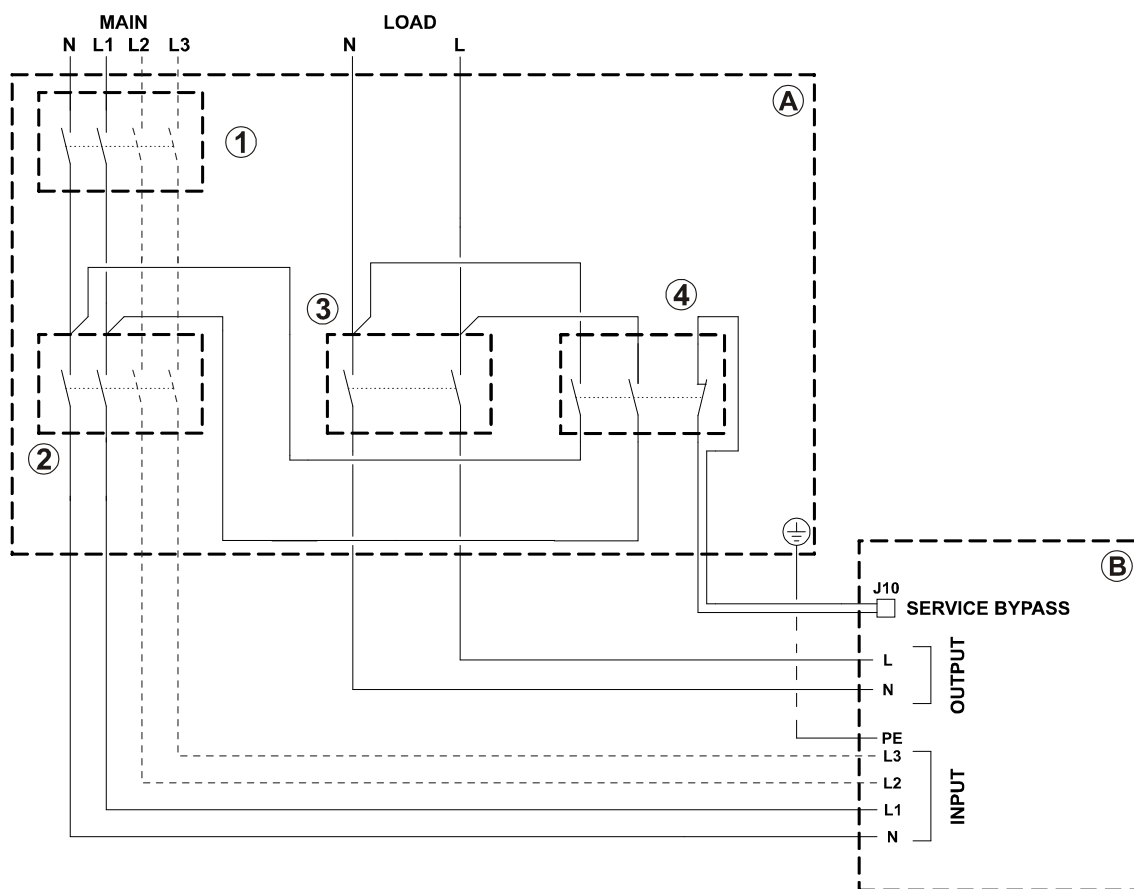 MAIN
LOAD
N L1 L2 L3
N L
A
1
3
4
2
B
J10
SERVICE BYPASS
L
N
OUTPUT
PE
L3
L2
L1
N
INPUT